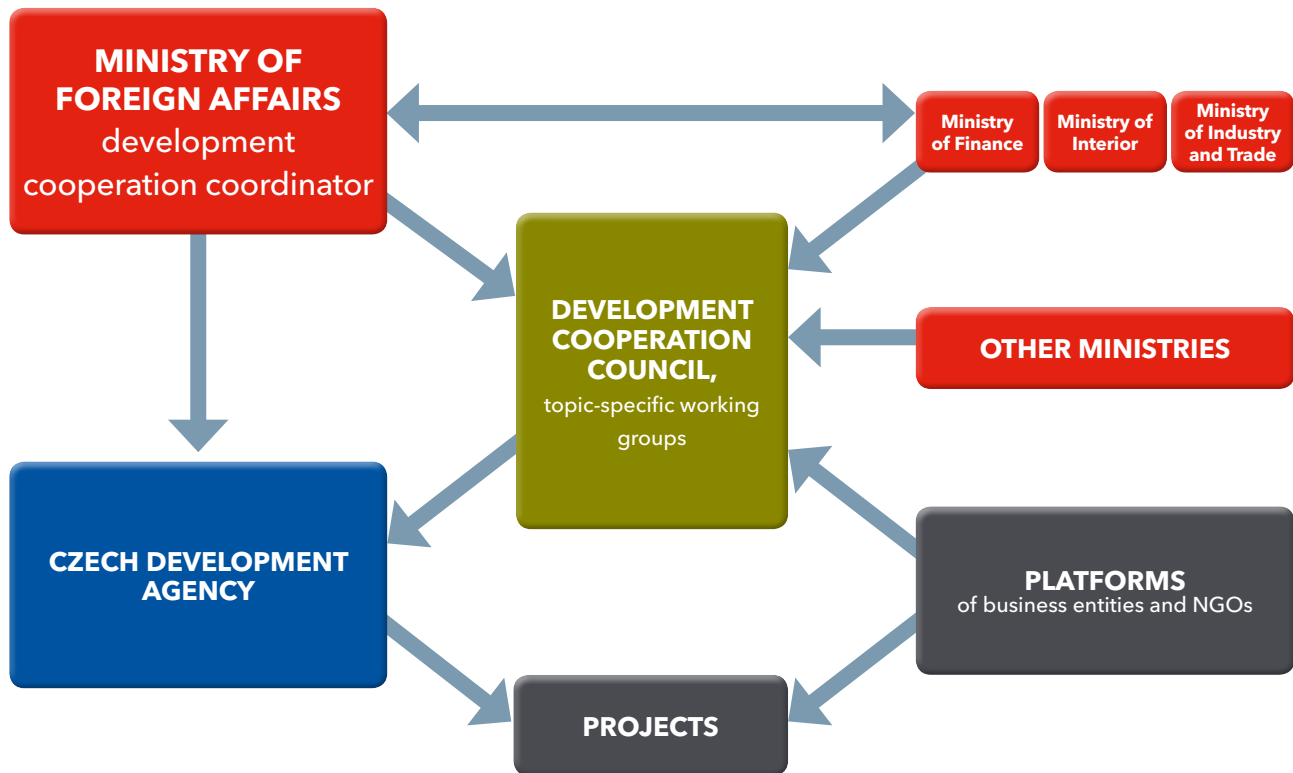 MINISTRY OF
FOREIGN AFFAIRS
development
cooperation coordinator
Ministry
of Finance
Ministry of
Interior
Ministry
of Industry
and Trade
DEVELOPMENT
COOPERATION
COUNCIL,
topic-specific working
groups
OTHER MINISTRIES
CZECH DEVELOPMENT
AGENCY
PLATFORMS
of business entities and NGOs
PROJECTS